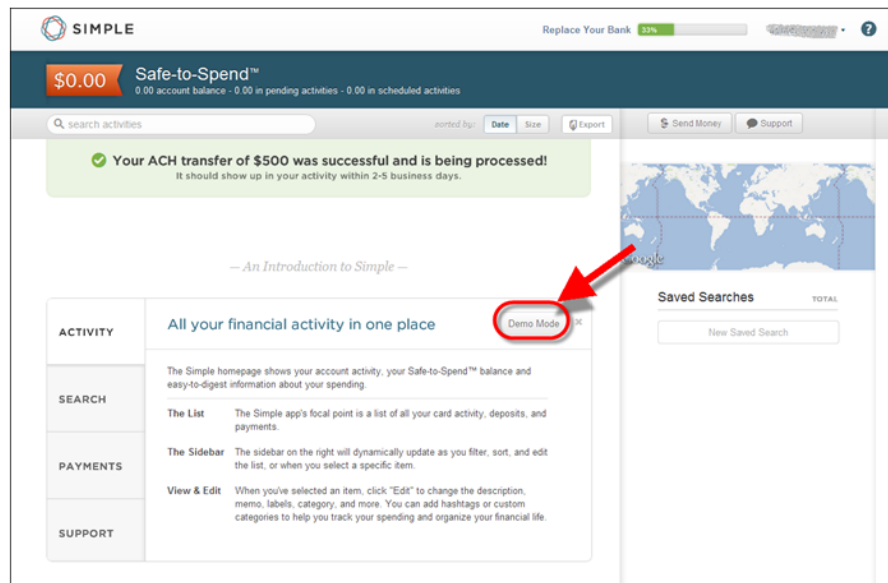 SIMPLE
Replace Your Bank 33%
?
$0.00
Safe-to-Spend™
0.00 account balance - 0.00 in pending activities - 0.00 in scheduled activities
search activities
sorted by: Date Size
Export
Send Money
Support
Your ACH transfer of $500 was successful and is being processed!
It should show up in your activity within 2-5 business days.
— An Introduction to Simple —
ACTIVITY
SEARCH
PAYMENTS
SUPPORT
All your financial activity in one place
Demo Mode
×
The Simple homepage shows your account activity, your Safe-to-Spend™ balance and
easy-to-digest information about your spending.
The List The Simple app's focal point is a list of all your card activity, deposits, and
payments.
The Sidebar The sidebar on the right will dynamically update as you filter, sort, and edit
the list, or when you select a specific item.
View & Edit When you've selected an item, click "Edit" to change the description,
memo, labels, category, and more. You can add hashtags or custom
categories to help you track your spending and organize your financial life.
Google
Saved Searches TOTAL
New Saved Search